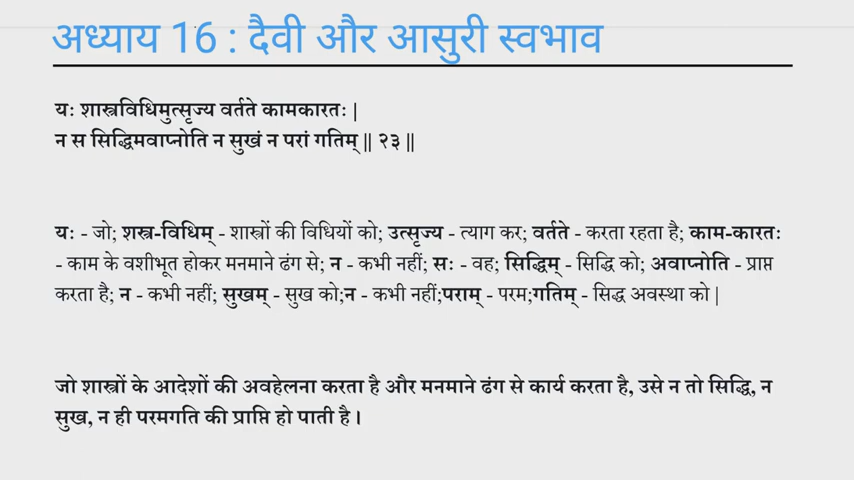 अध्याय 16 : दैवी और आसुरी स्वभाव
यः शास्त्रविधिमुत्सृज्य वर्तते कामकारतः |
न स सिद्धिमवाप्नोति न सुखं न परां गतिम् || २३ ||
यः - जो; शस्त्र-विधिम् - शास्त्रों की विधियों को; उत्सृज्य - त्याग कर; वर्तते - करता रहता है; काम-कारतः
- काम के वशीभूत होकर मनमाने ढंग से; न - कभी नहीं; सः - वह; सिद्धिम् - सिद्धि को; अवाप्नोति - प्राप्त
करता है; न - कभी नहीं; सुखम् - सुख को;न - कभी नहीं;पराम् - परम;गतिम् - सिद्ध अवस्था को |
जो शास्त्रों के आदेशों की अवहेलना करता है और मनमाने ढंग से कार्य करता है, उसे न तो सिद्धि, न
सुख, न ही परमगति की प्राप्ति हो पाती है।